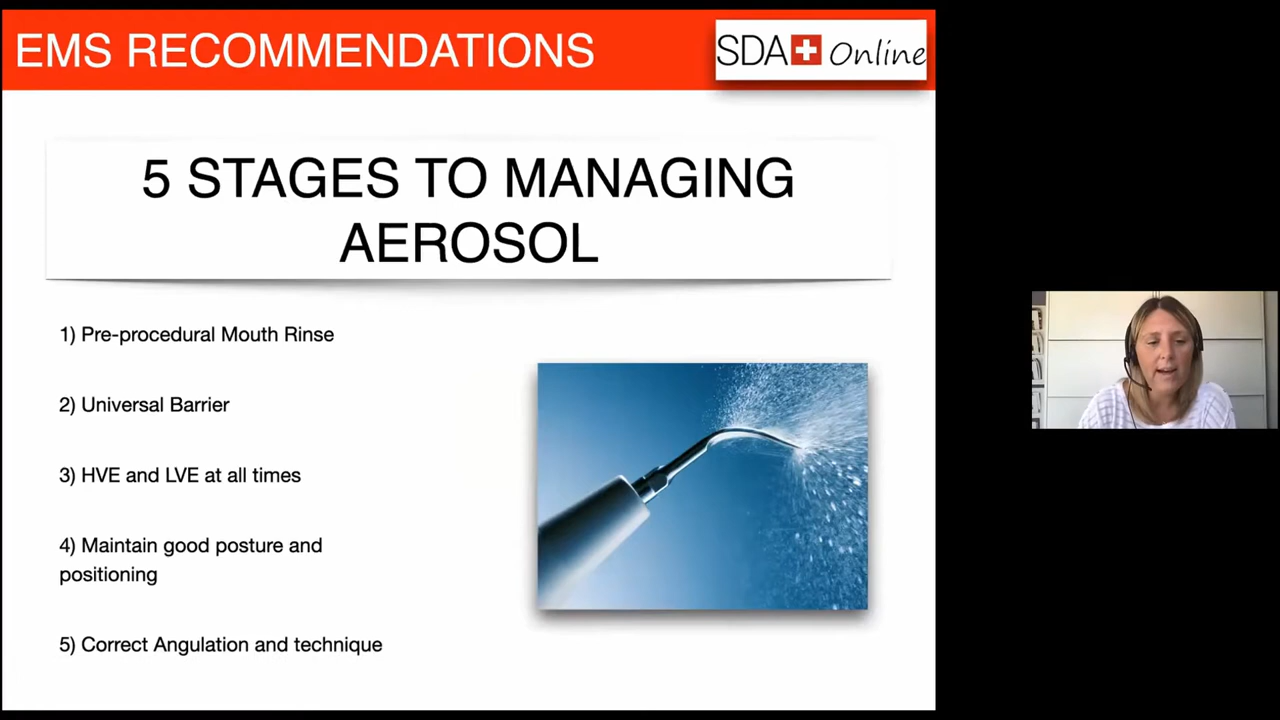 EMS RECOMMENDATIONS
SDA Online
5 STAGES TO MANAGING
AEROSOL
1) Pre-procedural Mouth Rinse
2) Universal Barrier
3) HVE and LVE at all times
4) Maintain good posture and
positioning
5) Correct Angulation and technique